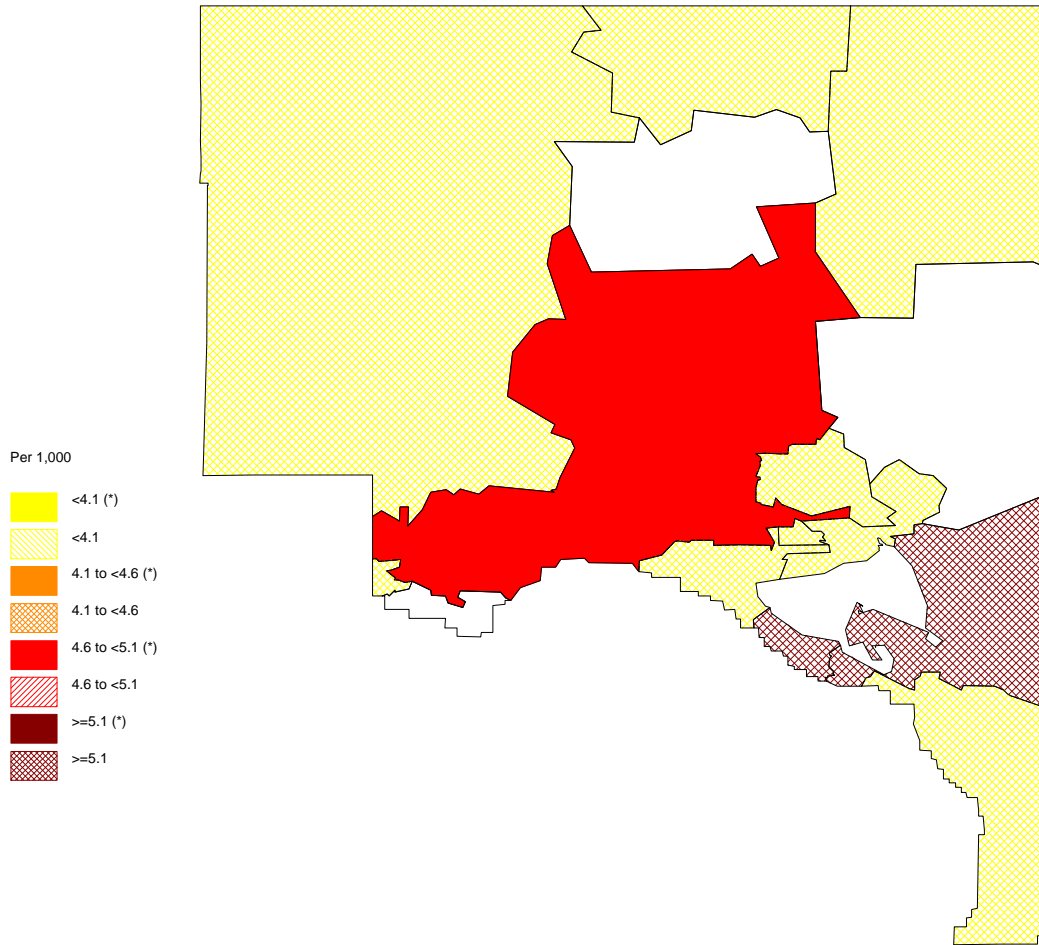 Per 1,000
<4.1 (*)
<4.1
4.1 to <4.6 (*)
4.1 to <4.6
4.6 to <5.1 (*)
4.6 to <5.1
>=5.1 (*)
>=5.1